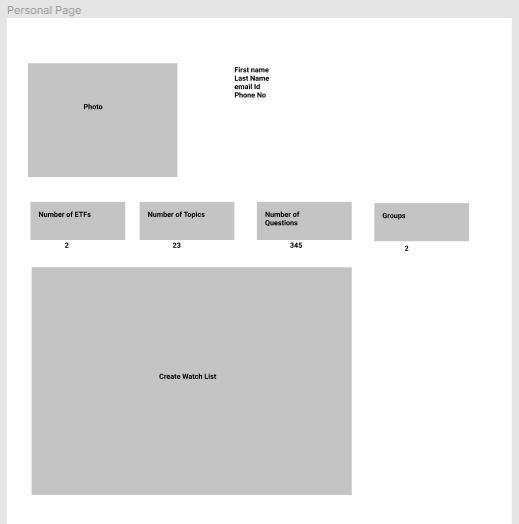 Personal Page
Photo
First name
Last Name
email Id
Phone No
Number of ETFs
Number of Topics
Number of
Questions
Groups
2
23
345
2
Create Watch List